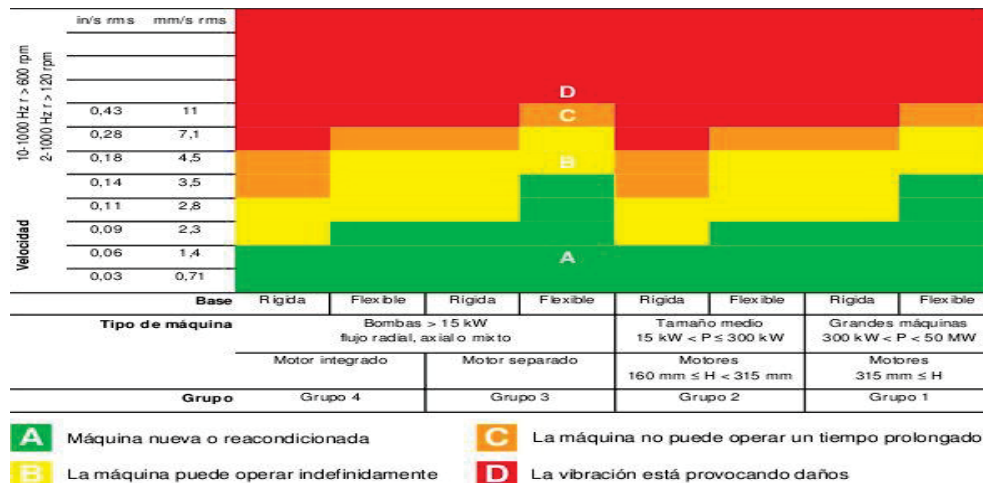 in/s rms mm/s rms
10-1000 Hz r > 600 rpm
2-1000 Hz r > 120 rpm
Velocidad
D
0,43 11
C
0,28 7,1
0,18 4,5
B
0,14 3,5
0,11 2,8
0,09 2,3
0,06 1,4
A
0,03 0,71
Base Rígida Flexible Rígida Flexible Rígida Flexible Rígida Flexible
Tipo de máquina Bombas > 15 kW Tamaño medio Grandes máquinas
flujo radial, axial o mixto 15 kW < P ≤ 300 kW 300 kW < P < 50 MW
Motor integrado Motor separado Motores Motores
160 mm ≤ H < 315 mm 315 mm ≤ H
Grupo Grupo 4 Grupo 3 Grupo 2 Grupo 1
A Máquina nueva o reacondicionada C La máquina no puede operar un tiempo prolongado
B La máquina puede operar indefinidamente D La vibración está provocando daños